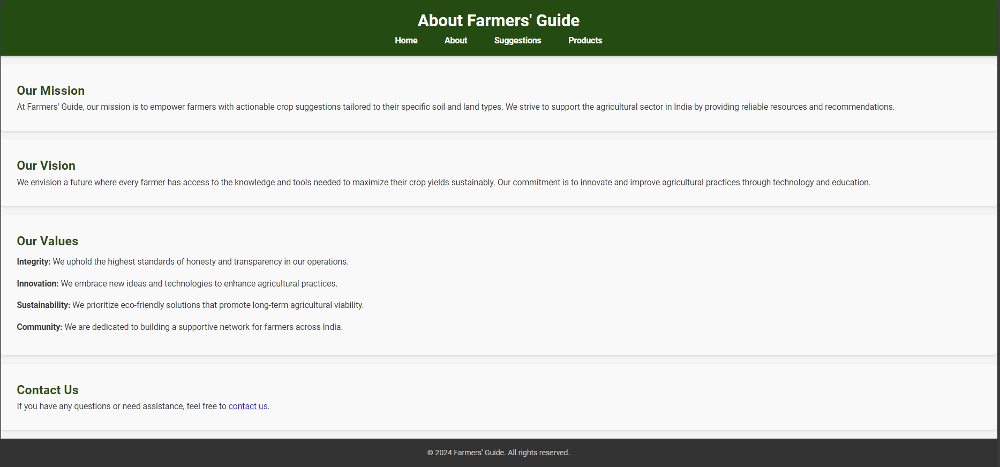 About Farmers' Guide
Home About Suggestions Products
Our Mission
At Farmers' Guide, our mission is to empower farmers with actionable crop suggestions tailored to their specific soil and land types. We strive to support the agricultural sector in India by providing reliable resources and recommendations.
Our Vision
We envision a future where every farmer has access to the knowledge and tools needed to maximize their crop yields sustainably. Our commitment is to innovate and improve agricultural practices through technology and education.
Our Values
Integrity: We uphold the highest standards of honesty and transparency in our operations.
Innovation: We embrace new ideas and technologies to enhance agricultural practices.
Sustainability: We prioritize eco-friendly solutions that promote long-term agricultural viability.
Community: We are dedicated to building a supportive network for farmers across India.
Contact Us
If you have any questions or need assistance, feel free to contact us.
© 2024 Farmers' Guide. All rights reserved.